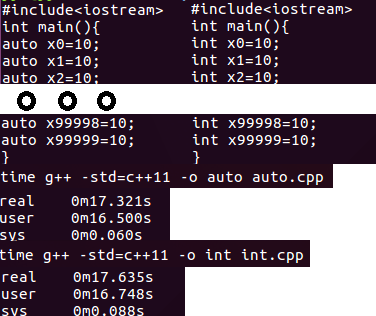 #include<iostream>
int main(){
auto x0=10;
auto x1=10;
auto x2=10;
#include<iostream>
int main(){
int x0=10;
int x1=10;
int x2=10;
auto x99998=10;
auto x99999=10;
}
int x99998=10;
int x99999=10;
}
time g++ -std=c++11 -o auto auto.cpp
real 0m17.321s
user 0m16.500s
sys 0m0.060s
time g++ -std=c++11 -o int int.cpp
real 0m17.635s
user 0m16.748s
sys 0m0.088s